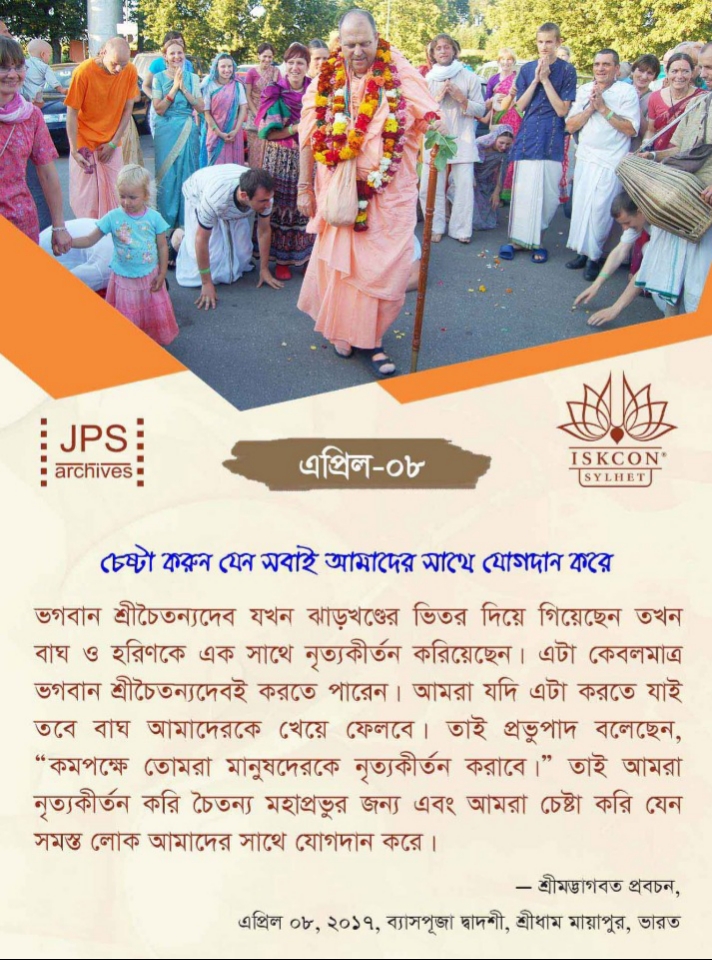 JPS
archives
এপ্রিল-০৮
ISKCON®
SYLHET
চেষ্টা করুন যেন সবাই আমাদের সাথে যোগদান করে
ভগবান শ্রীচৈতন্যদেব যখন ঝাড়খণ্ডের ভিতর দিয়ে গিয়েছেন তখন
বাঘ ও হরিণকে এক সাথে নৃত্যকীর্তন করিয়েছেন। এটা কেবলমাত্র
ভগবান শ্রীচৈতন্যদেবই করতে পারেন। আমরা যদি এটা করতে যাই
তবে বাঘ আমাদেরকে খেয়ে ফেলবে। তাই প্রভুপাদ বলেছেন,
“কমপক্ষে তোমরা মানুষদেরকে নৃত্যকীর্তন করাবে।” তাই আমরা
নৃত্যকীর্তন করি চৈতন্য মহাপ্রভুর জন্য এবং আমরা চেষ্টা করি যেন
সমস্ত লোক আমাদের সাথে যোগদান করে।
– শ্রীমদ্ভাগবত প্রবচন,
এপ্রিল ০৮, ২০১৭, ব্যাসপূজা দ্বাদশী, শ্রীধাম মায়াপুর, ভারত